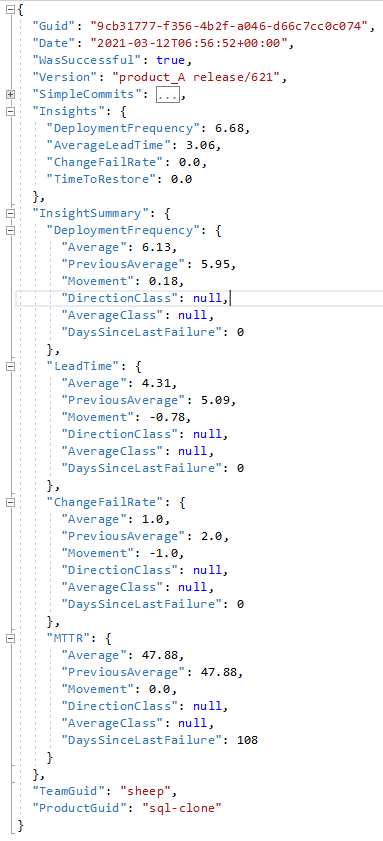 {
"Guid": "9cb31777-f356-4b2f-a046-d66c7cc0c074",
"Date": "2021-03-12T06:56:52+00:00",
"WasSuccessful": true,
"Version": "product_A release/621",
"SimpleCommits": ...,
"Insights": {
"DeploymentFrequency": 6.68,
"AverageLeadTime": 3.06,
"ChangeFailRate": 0.0,
"TimeToRestore": 0.0
},
"InsightSummary": {
"DeploymentFrequency": {
"Average": 6.13,
"PreviousAverage": 5.95,
"Movement": 0.18,
"DirectionClass": null,
"AverageClass": null,
"DaysSinceLastFailure": 0
},
"LeadTime": {
"Average": 4.31,
"PreviousAverage": 5.09,
"Movement": -0.78,
"DirectionClass": null,
"AverageClass": null,
"DaysSinceLastFailure": 0
},
"ChangeFailRate": {
"Average": 1.0,
"PreviousAverage": 2.0,
"Movement": -1.0,
"DirectionClass": null,
"AverageClass": null,
"DaysSinceLastFailure": 0
},
"MTTR": {
"Average": 47.88,
"PreviousAverage": 47.88,
"Movement": 0.0,
"DirectionClass": null,
"AverageClass": null,
"DaysSinceLastFailure": 108
}
},
"TeamGuid": "sheep",
"ProductGuid": "sql-clone"
}